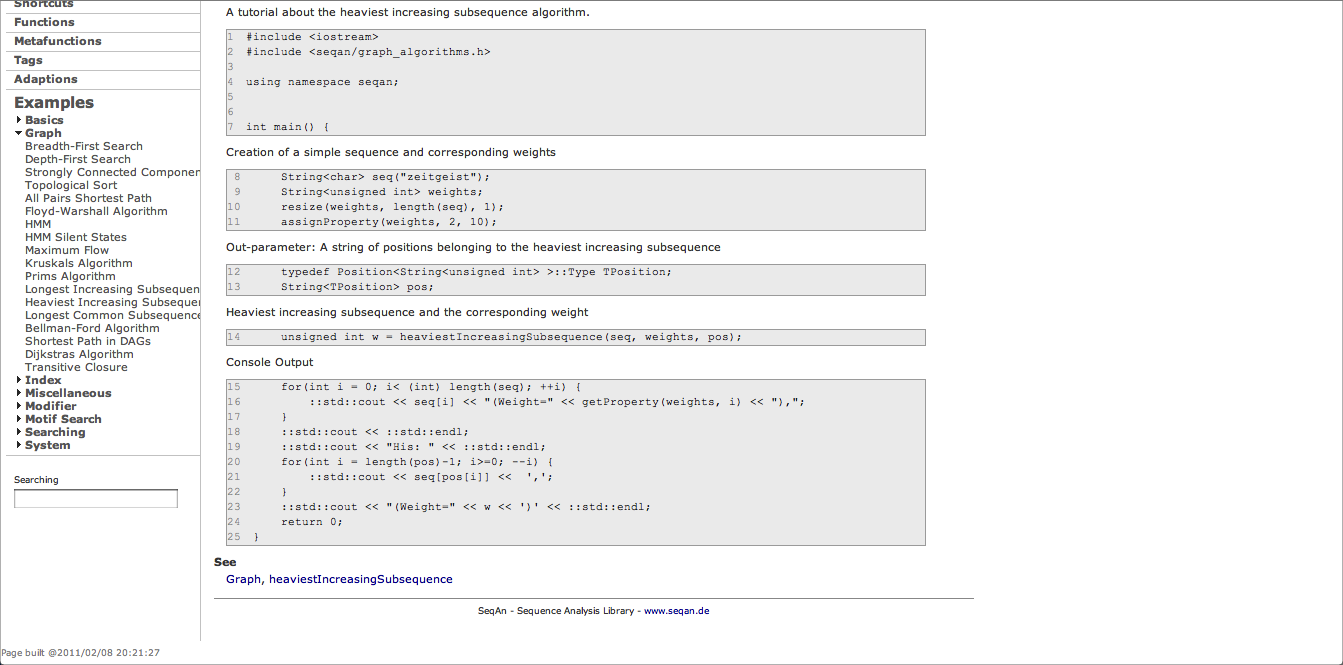 Shortcuts
Functions
Metafunctions
Tags
Adaptions
Examples
Basics
Graph
Breadth-First Search
Depth-First Search
Strongly Connected Componen
Topological Sort
All Pairs Shortest Path
Floyd-Warshall Algorithm
HMM
HMM Silent States
Maximum Flow
Kruskals Algorithm
Prims Algorithm
Longest Increasing Subsequen
Heaviest Increasing Subseque
Longest Common Subsequence
Bellman-Ford Algorithm
Shortest Path in DAGs
Dijkstras Algorithm
Transitive Closure
Index
Miscellaneous
Modifier
Motif Search
Searching
System
Searching
A tutorial about the heaviest increasing subsequence algorithm.
1 #include <iostream>
2 #include <seqan/graph_algorithms.h>
3
4 using namespace seqan;
5
6
7 int main() {
Creation of a simple sequence and corresponding weights
8 String<char> seq("zeitgeist");
9 String<unsigned int> weights;
10 resize(weights, length(seq), 1);
11 assignProperty(weights, 2, 10);
Out-parameter: A string of positions belonging to the heaviest increasing subsequence
12 typedef Position<String<unsigned int> >::Type TPosition;
13 String<TPosition> pos;
Heaviest increasing subsequence and the corresponding weight
14 unsigned int w = heaviestIncreasingSubsequence(seq, weights, pos);
Console Output
15 for(int i = 0; i< (int) length(seq); ++i) {
16 ::std::cout << seq[i] << "(Weight=" << getProperty(weights, i) << "),";
17 }
18 ::std::cout << ::std::endl;
19 ::std::cout << "His: " << ::std::endl;
20 for(int i = length(pos)-1; i>=0; --i) {
21 ::std::cout << seq[pos[i]] << ',';
22 }
23 ::std::cout << "(Weight=" << w << ')' << ::std::endl;
24 return 0;
25 }
See
Graph, heaviestIncreasingSubsequence
SeqAn - Sequence Analysis Library - www.seqan.de
Page built @2011/02/08 20:21:27